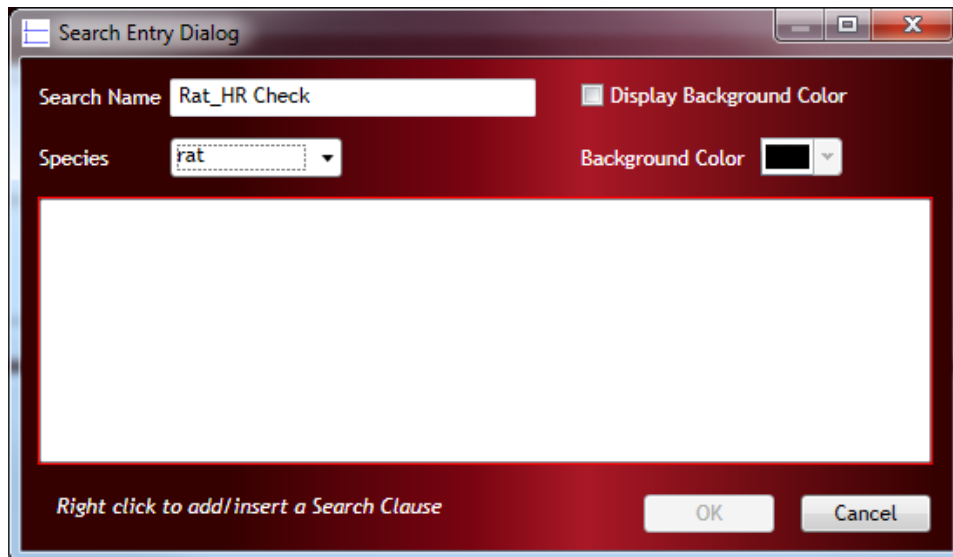 Search Entry Dialog
Search Name Rat_HR Check Display Background Color
Species rat Background Color
Right click to add/insert a Search Clause OK Cancel